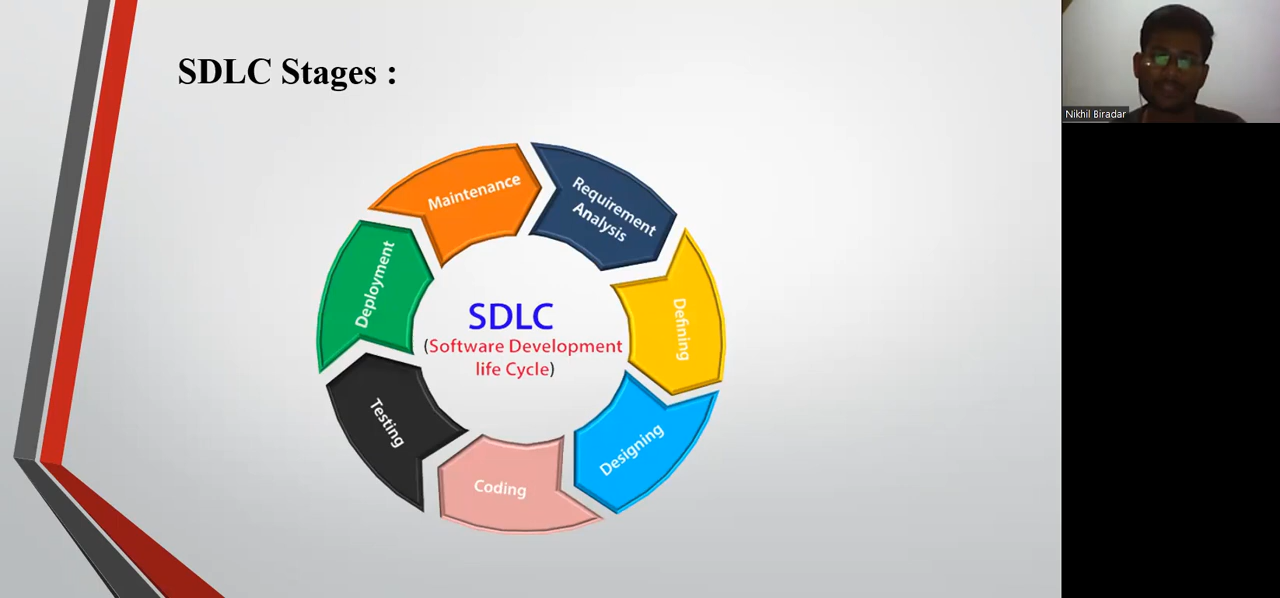 SDLC Stages :
Nikhil Biradar
Maintenance
Requirement
Analysis
Deployment
Defining
SDLC
(Software Development
life Cycle)
Testing
Designing
Coding